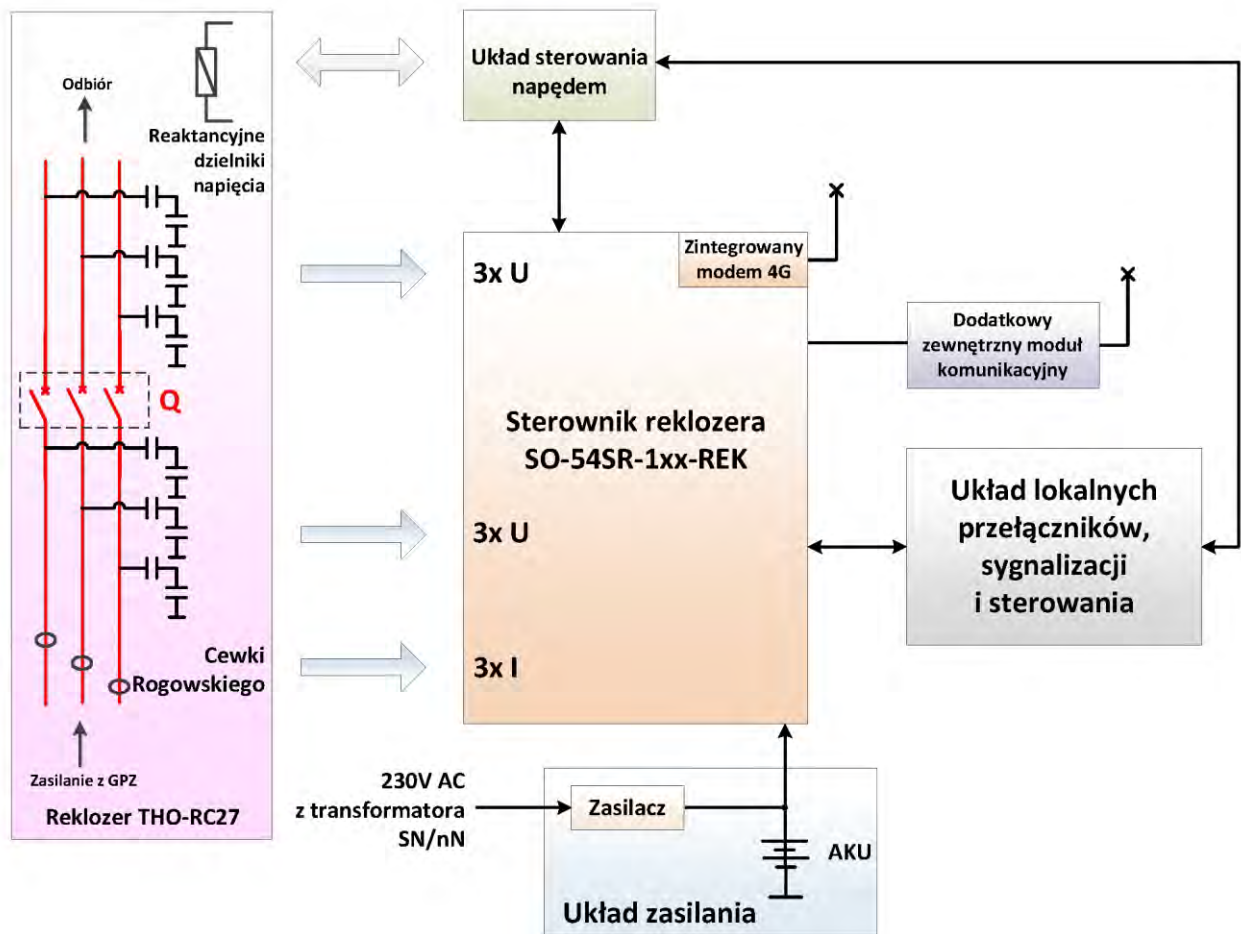 Odbiór
Reaktancyjne
dzielniki
napięcia
Q
Cewki
Rogowskiego
Zasilanie z GPZ
Reklozer THO-RC27
Układ sterowania
napędem
3x U
Zintegrowany
modem 4G
Dodatkowy
zewnętrzny moduł
komunikacyjny
Sterownik reklozera
SO-54SR-1xx-REK
3x U
3x I
Układ lokalnych
przełączników,
sygnalizacji
i sterowania
230V AC
z transformatora
SN/nN
Zasilacz
AKU
Układ zasilania